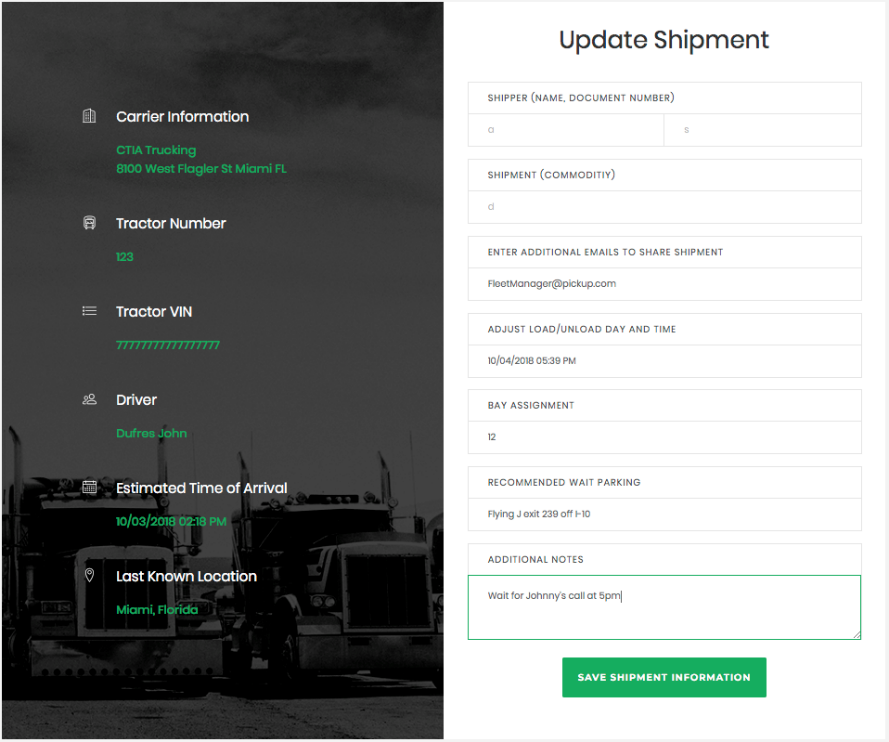 Carrier Information
CTIA Trucking
8100 West Flagler St Miami FL
Tractor Number
123
Tractor VIN
77777777777777777
Driver
Dufres John
Estimated Time of Arrival
10/03/2018 02:18 PM
Last Known Location
Miami, Florida
Update Shipment
SHIPPER (NAME, DOCUMENT NUMBER)
a s
SHIPMENT (COMMODITIY)
d
ENTER ADDITIONAL EMAILS TO SHARE SHIPMENT
FleetManager@pickup.com
ADJUST LOAD/UNLOAD DAY AND TIME
10/04/2018 05:39 PM
BAY ASSIGNMENT
12
RECOMMENDED WAIT PARKING
Flying J exit 239 off I-10
ADDITIONAL NOTES
Wait for Johnny's call at 5pm
SAVE SHIPMENT INFORMATION